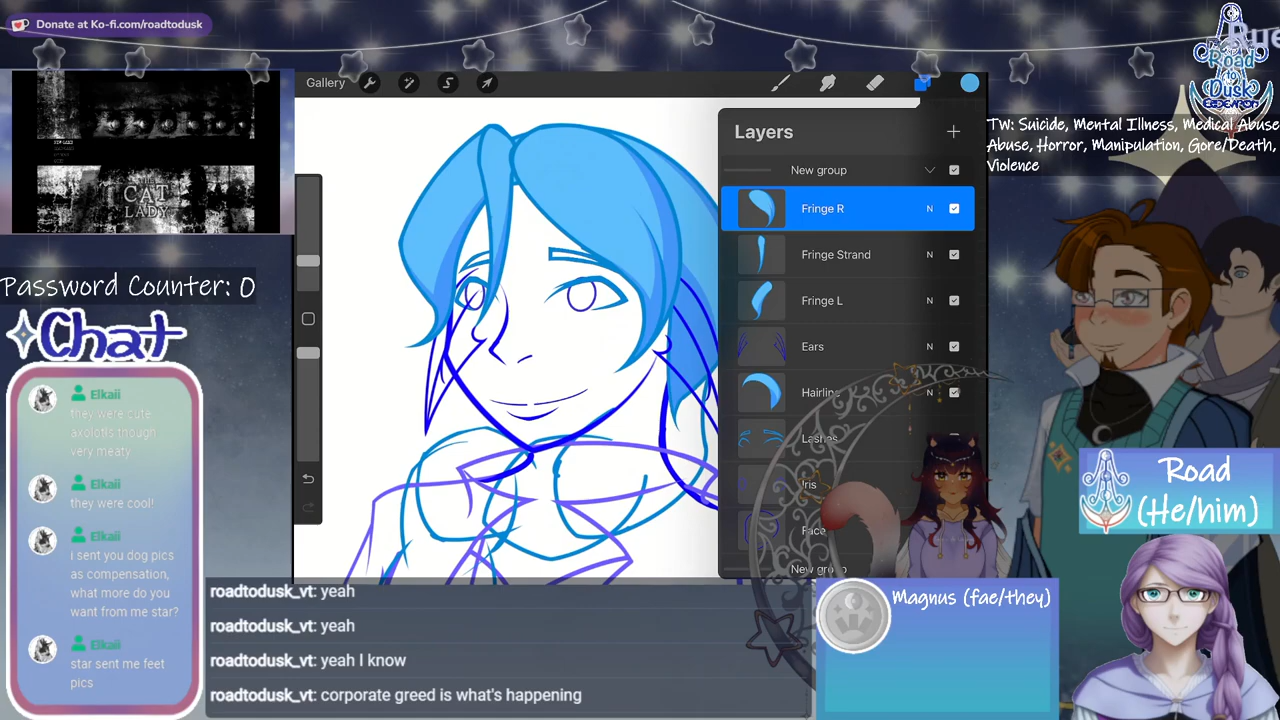 Donate at Ko-fi.com/roadtodusk
Gallery
Layers
New group
Fringe R
N
Fringe Strand
N
Fringe L
N
Ears
N
Hairline
N
Lashes
Iris
Face
New group
Road
to
Dusk
Tw: Suicide, Mental Illness, Medical Abuse
Abuse, Horror, Manipulation, Gore/Death,
Violence
CAT
LADY
Password Counter: 0
Chat
Elkaii
they were cute
axolotls though
very meaty
Elkaii
they were cool!
Elkaii
i sent you dog pics
as compensation,
what more do you
want from me star?
Elkaii
star sent me feet
pics
roadtodusk_vt: yeah
roadtodusk_vt: yeah
roadtodusk_vt: yeah I know
roadtodusk_vt: corporate greed is what's happening
Magnus (fae/they)
Road
(He/him)